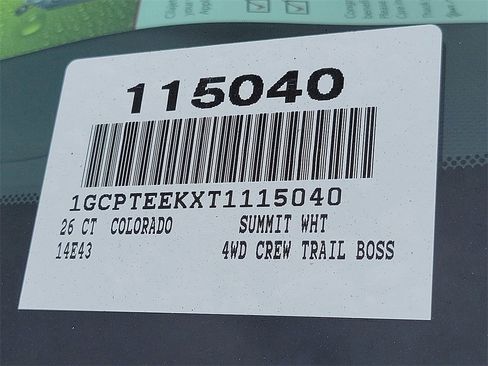 115040
1GCPTEEKXT1115040
26 CT COLORADO SUMMIT WHT
14E43 4WD CREW TRAIL BOSS